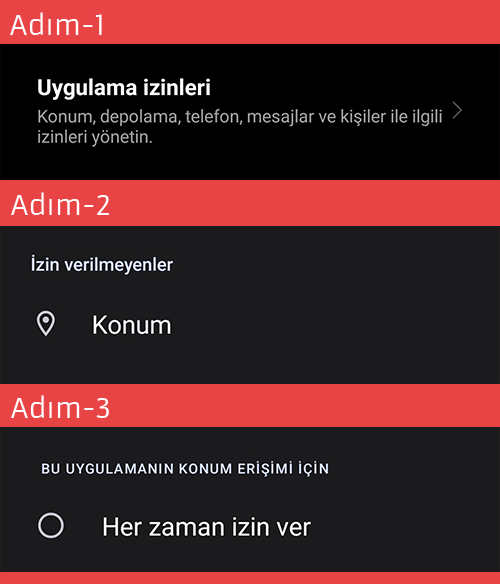 Adım-1
Uygulama izinleri
Konum, depolama, telefon, mesajlar ve kişiler ile ilgili
izinleri yönetin.
Adım-2
İzin verilmeyenler
Konum
Adım-3
BU UYGULAMANIN KONUM ERİŞİMİ İÇİN
Her zaman izin ver